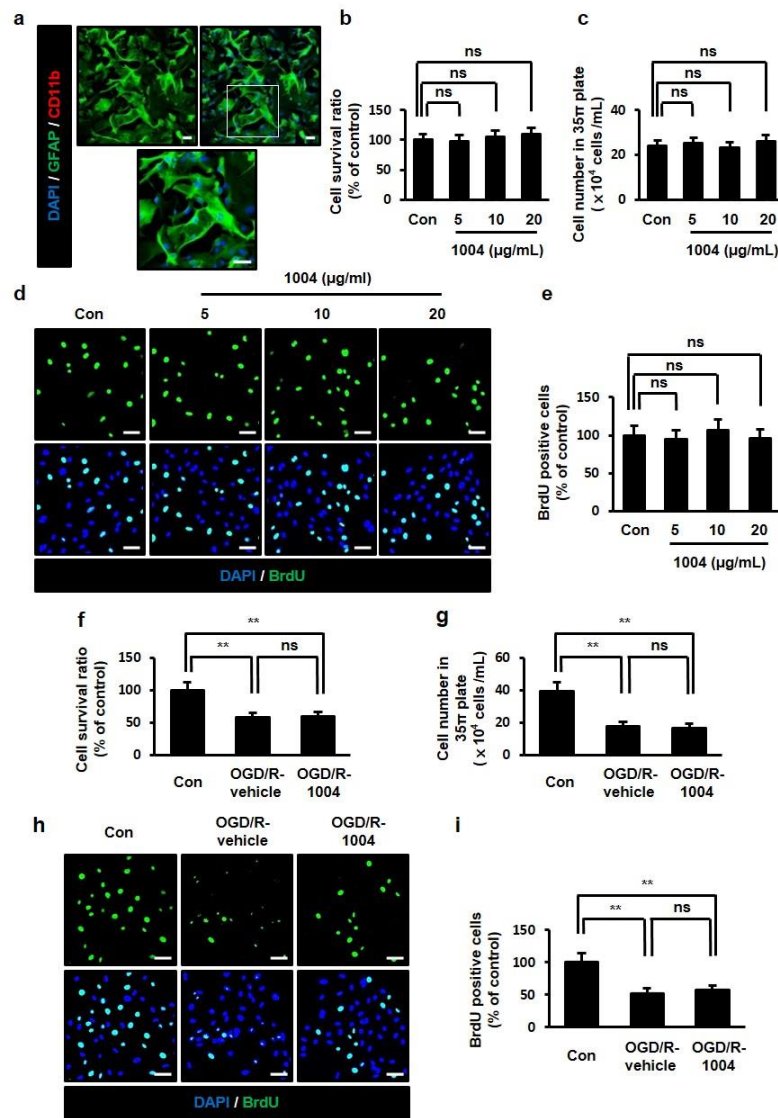 a
DAPI / GFAP / CD11b
b
ns
ns
ns
Cell survival ratio
(% of control)
150
100
50
0
Con 5 10 20
1004 (µg/mL)
c
ns
ns
ns
Cell number in 35π plate
( x 10⁴ cells /mL)
40
20
0
Con 5 10 20
1004 (µg/mL)
d
1004 (µg/ml)
Con 5 10 20
DAPI / BrdU
e
ns
ns
ns
BrdU positive cells
(% of control)
150
100
50
0
Con 5 10 20
1004 (µg/mL)
f
**
** ns
Cell survival ratio
(% of control)
150
100
50
0
Con OGD/R- OGD/R-
vehicle 1004
g
**
** ns
Cell number in
35π plate
( x 10⁴ cells /mL)
60
40
20
0
Con OGD/R- OGD/R-
vehicle 1004
h
Con OGD/R- OGD/R-
vehicle 1004
DAPI / BrdU
i
**
** ns
BrdU positive cells
(% of control)
150
100
50
0
Con OGD/R- OGD/R-
vehicle 1004